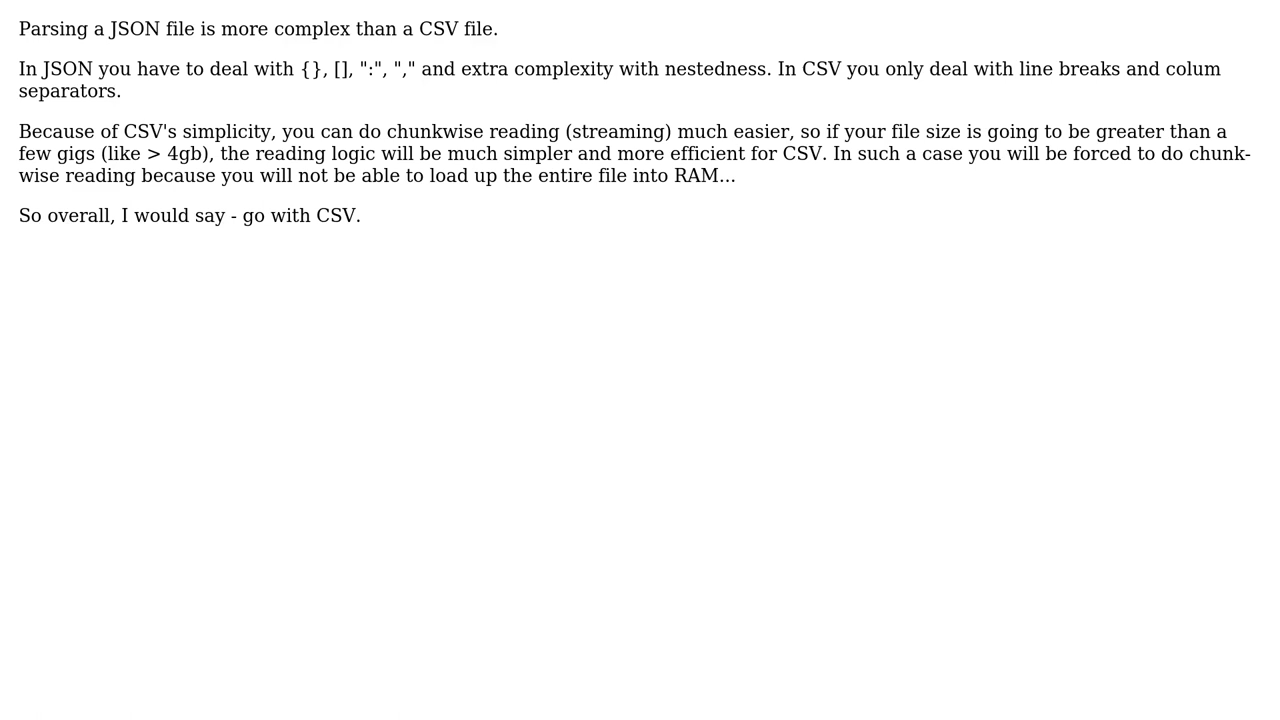 Parsing a JSON file is more complex than a CSV file.
In JSON you have to deal with {}, [], ":", "," and extra complexity with nestedness. In CSV you only deal with line breaks and colum
separators.
Because of CSV's simplicity, you can do chunkwise reading (streaming) much easier, so if your file size is going to be greater than a
few gigs (like > 4gb), the reading logic will be much simpler and more efficient for CSV. In such a case you will be forced to do chunk-
wise reading because you will not be able to load up the entire file into RAM...
So overall, I would say - go with CSV.